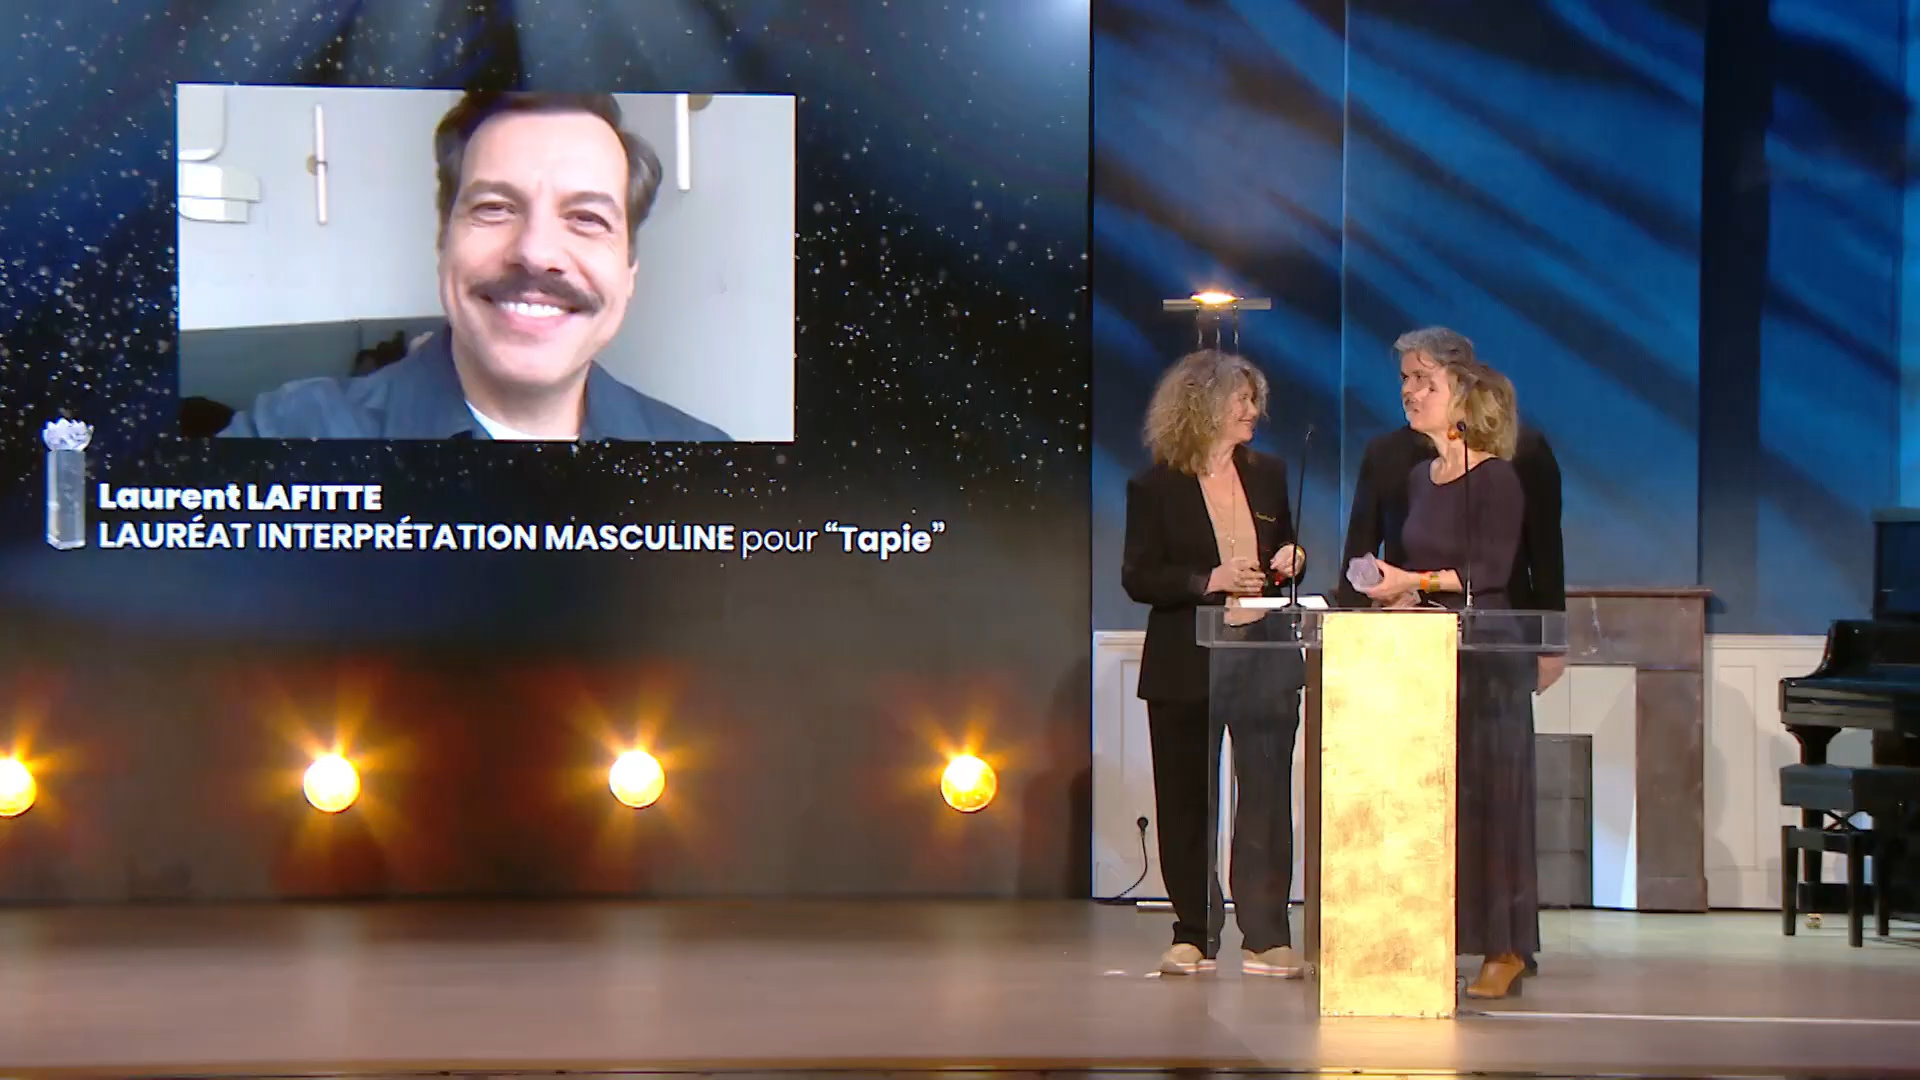 Laurent LAFITTE
LAURÉAT INTERPRÉTATION MASCULINE pour “Tapie”